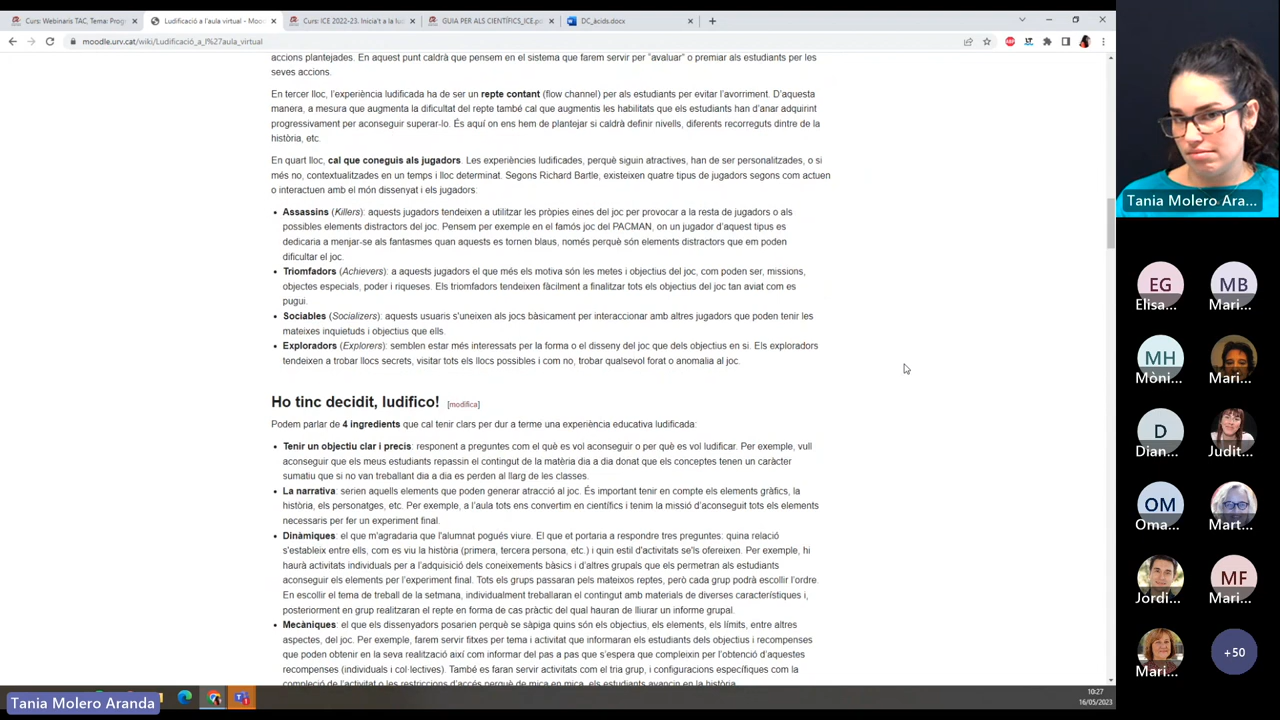 Curs: Webinaris TAC, Tema: Prog
Ludificació a l'aula virtual - Moo
Curs: ICE 2022-23. Inicia't a la lu
GUIA PER ALS CIENTÍFICS_ICE.p
DC_àcids.docx
moodle.urv.cat/wiki/Ludificació_a_l%27aula_virtual
accions plantejades. En aquest punt caldrà que pensem en el sistema que farem servir per "avaluar" o premiar als estudiants per les
seves accions.
En tercer lloc, l'experiència ludificada ha de ser un repte contant (flow channel) per als estudiants per evitar l'avorriment. D'aquesta
manera, a mesura que augmenta la dificultat del repte també cal que augmentis les habilitats que els estudiants han d'anar adquirint
progressivament per aconseguir superar-lo. És aquí on ens hem de plantejar si caldrà definir nivells, diferents recorreguts dintre de la
història, etc.
En quart lloc, cal que coneguis als jugadors. Les experiències ludificades, perquè siguin atractives, han de ser personalitzades, o si
més no, contextualitzades en un temps i lloc determinat. Segons Richard Bartle, existeixen quatre tipus de jugadors segons com actuen
o interactuen amb el món dissenyat i els jugadors:
• Assassins (Killers): aquests jugadors tendeixen a utilitzar les pròpies eines del joc per provocar a la resta de jugadors o als
possibles elements distractors del joc. Pensem per exemple en el famós joc del PACMAN, on un jugador d'aquest tipus es
dedicaria a menjar-se als fantasmes quan aquests es tornen blaus, només perquè són elements distractors que em poden
dificultar el joc.
• Triomfadors (Achievers): a aquests jugadors el que més els motiva són les metes i objectius del joc, com poden ser, missions,
objectes especials, poder i riqueses. Els triomfadors tendeixen fàcilment a finalitzar tots els objectius del joc tan aviat com es
pugui.
• Sociables (Socializers): aquests usuaris s'uneixen als jocs bàsicament per interaccionar amb altres jugadors que poden tenir les
mateixes inquietuds i objectius que ells.
• Exploradors (Explorers): semblen estar més interessats per la forma o el disseny del joc que dels objectius en si. Els exploradors
tendeixen a trobar llocs secrets, visitar tots els llocs possibles i com no, trobar qualsevol forat o anomalia al joc.
Ho tinc decidit, ludifico! [modifica]
Podem parlar de 4 ingredients que cal tenir clars per dur a terme una experiència educativa ludificada:
• Tenir un objectiu clar i precis: responent a preguntes com el què es vol aconseguir o per què es vol ludificar. Per exemple, vull
aconseguir que els meus estudiants repassin el contingut de la matèria dia a dia donat que els conceptes tenen un caràcter
sumatiu que si no van treballant dia a dia es perden al llarg de les classes.
• La narrativa: serien aquells elements que poden generar atracció al joc. És important tenir en compte els elements gràfics, la
història, els personatges, etc. Per exemple, a l'aula tots ens convertim en científics i tenim la missió d'aconseguit tots els elements
necessaris per fer un experiment final.
• Dinàmiques: el que m'agradaria que l'alumnat pogués viure. El que et portaria a respondre tres preguntes: quina relació
s'estableix entre ells, com es viu la història (primera, tercera persona, etc.) i quin estil d'activitats se'ls ofereixen. Per exemple, hi
haurà activitats individuals per a l'adquisició dels coneixements bàsics i d'altres grupals que els permetran als estudiants
aconseguir els elements per l'experiment final. Tots els grups passaran pels mateixos reptes, però cada grup podrà escollir l'ordre.
En escollir el tema de treball de la setmana, individualment treballaran el contingut amb materials de diverses característiques i,
posteriorment en grup realitzaran el repte en forma de cas pràctic del qual hauran de lliurar un informe grupal.
• Mecàniques: el que els dissenyadors posarien perquè se sàpiga quins són els objectius, els elements, els límits, entre altres
aspectes, del joc. Per exemple, farem servir fitxes per tema i activitat que informaran els estudiants dels objectius i recompenses
que poden obtenir en la seva realització així com informar del pas a pas que s'espera que compleixin per l'obtenció d'aquestes
recompenses (individuals i col·lectives). També es faran servir activitats com el tria grup, i configuracions específiques com la
compleció de l'activitat o les restriccions d'accés perquè de mica en mica, els estudiants avancin en la història.
10:27
16/05/2023
Tania Molero Aranda
Tania Molero Ara...
EG
Elisa...
MB
Mari...
MH
Mòni...
Mari...
D
Dian...
Judit...
OM
Oma...
Mart...
Jordi...
MF
Mari...
Mari...
+50